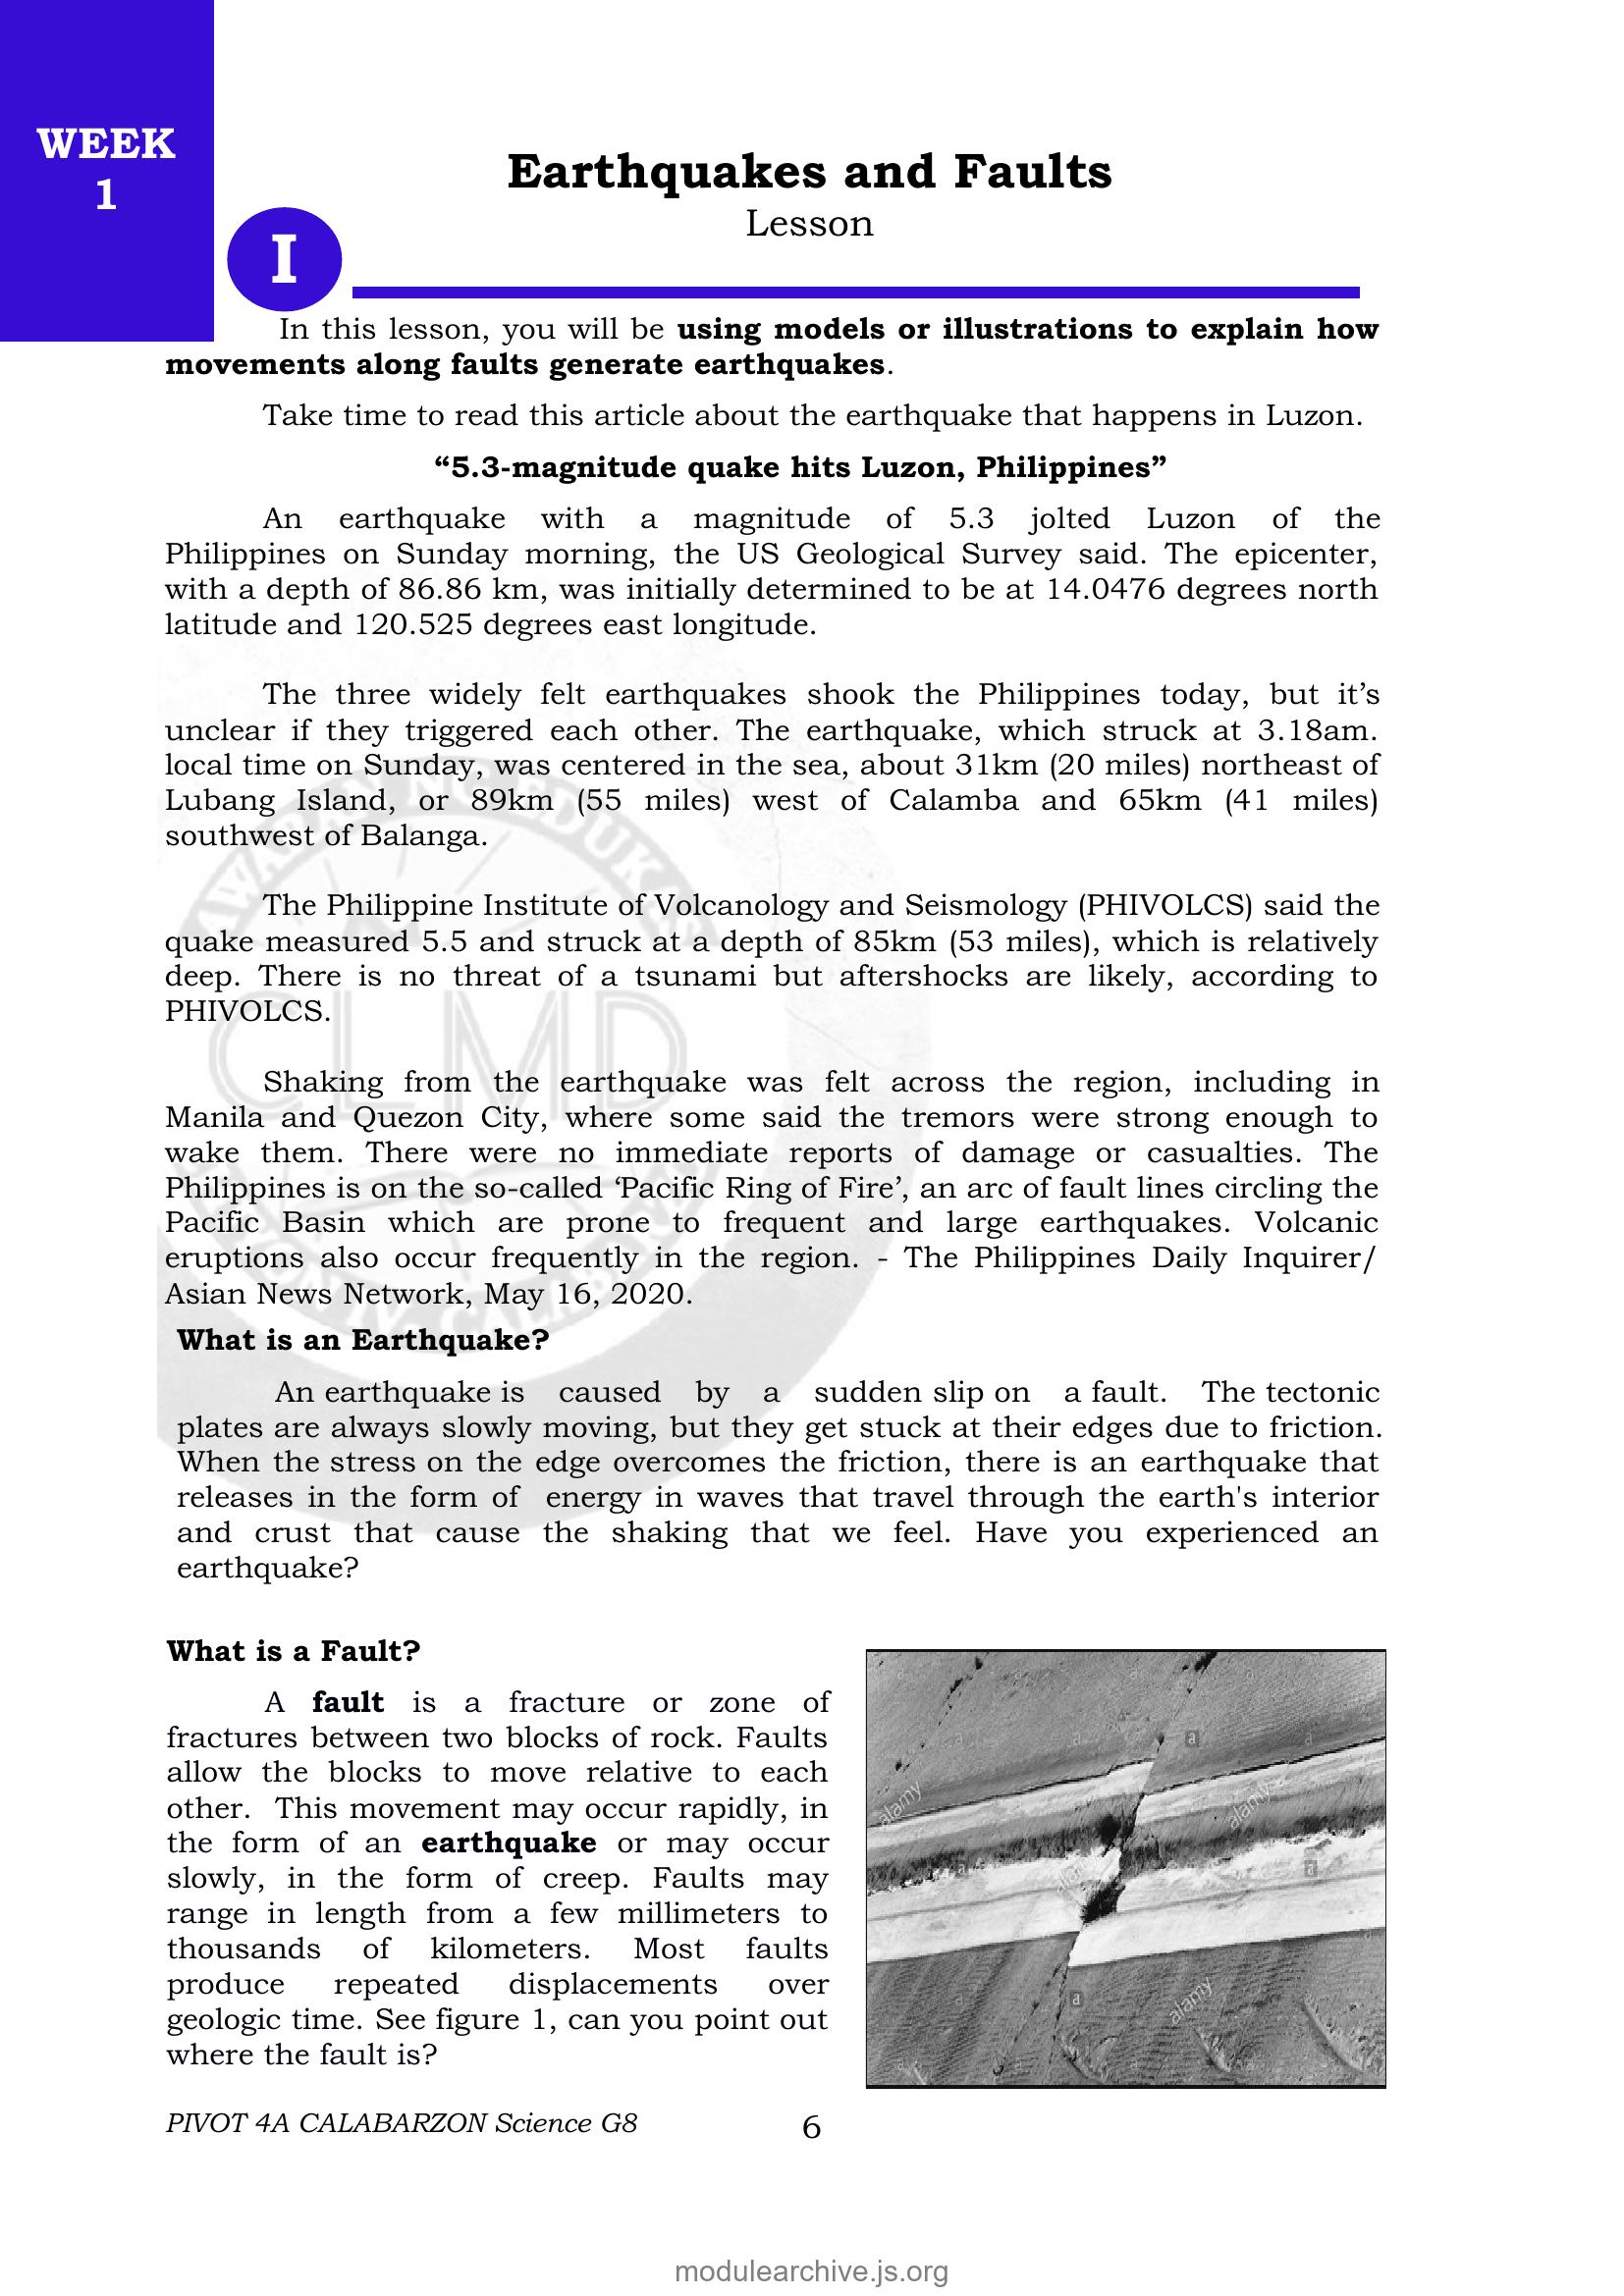 WEEK
1
Earthquakes and Faults
Lesson
I
In this lesson, you will be using models or illustrations to explain how
movements along faults generate earthquakes.
Take time to read this article about the earthquake that happens in Luzon.
“5.3-magnitude quake hits Luzon, Philippines”
An earthquake with a magnitude of 5.3 jolted Luzon of the
Philippines on Sunday morning, the US Geological Survey said. The epicenter,
with a depth of 86.86 km, was initially determined to be at 14.0476 degrees north
latitude and 120.525 degrees east longitude.
The three widely felt earthquakes shook the Philippines today, but it’s
unclear if they triggered each other. The earthquake, which struck at 3.18am.
local time on Sunday, was centered in the sea, about 31km (20 miles) northeast of
Lubang Island, or 89km (55 miles) west of Calamba and 65km (41 miles)
southwest of Balanga.
The Philippine Institute of Volcanology and Seismology (PHIVOLCS) said the
quake measured 5.5 and struck at a depth of 85km (53 miles), which is relatively
deep. There is no threat of a tsunami but aftershocks are likely, according to
PHIVOLCS.
CLMD
Shaking from the earthquake was felt across the region, including in
Manila and Quezon City, where some said the tremors were strong enough to
wake them. There were no immediate reports of damage or casualties. The
Philippines is on the so-called ‘Pacific Ring of Fire’, an arc of fault lines circling the
Pacific Basin which are prone to frequent and large earthquakes. Volcanic
eruptions also occur frequently in the region. - The Philippines Daily Inquirer/
Asian News Network, May 16, 2020.
What is an Earthquake?
An earthquake is caused by a sudden slip on a fault. The tectonic
plates are always slowly moving, but they get stuck at their edges due to friction.
When the stress on the edge overcomes the friction, there is an earthquake that
releases in the form of energy in waves that travel through the earth's interior
and crust that cause the shaking that we feel. Have you experienced an
earthquake?
What is a Fault?
A fault is a fracture or zone of
fractures between two blocks of rock. Faults
allow the blocks to move relative to each
other. This movement may occur rapidly, in
the form of an earthquake or may occur
slowly, in the form of creep. Faults may
range in length from a few millimeters to
thousands of kilometers. Most faults
produce repeated displacements over
geologic time. See figure 1, can you point out
where the fault is?
alamy
alamy
alamy
alamy
PIVOT 4A CALABARZON Science G8
6
modulearchive.js.org